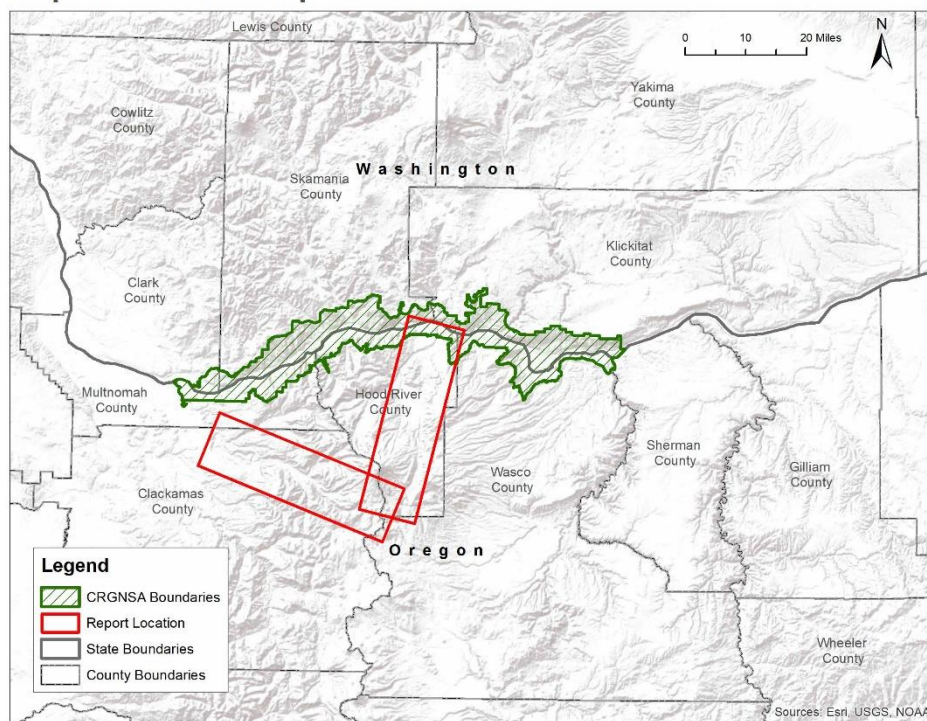 Lewis County
N
0 10 20 Miles
Yakima
County
Cowlitz
County
Washington
Skamania
County
Klickitat
County
Clark
County
Multnomah
County
Hood River
County
Sherman
County
Wasco
County
Gilliam
County
Clackamas
County
Oregon
Legend
CRGNSA Boundaries
Report Location
State Boundaries
County Boundaries
Wheeler
County
Sources: Esri, USGS, NOAA